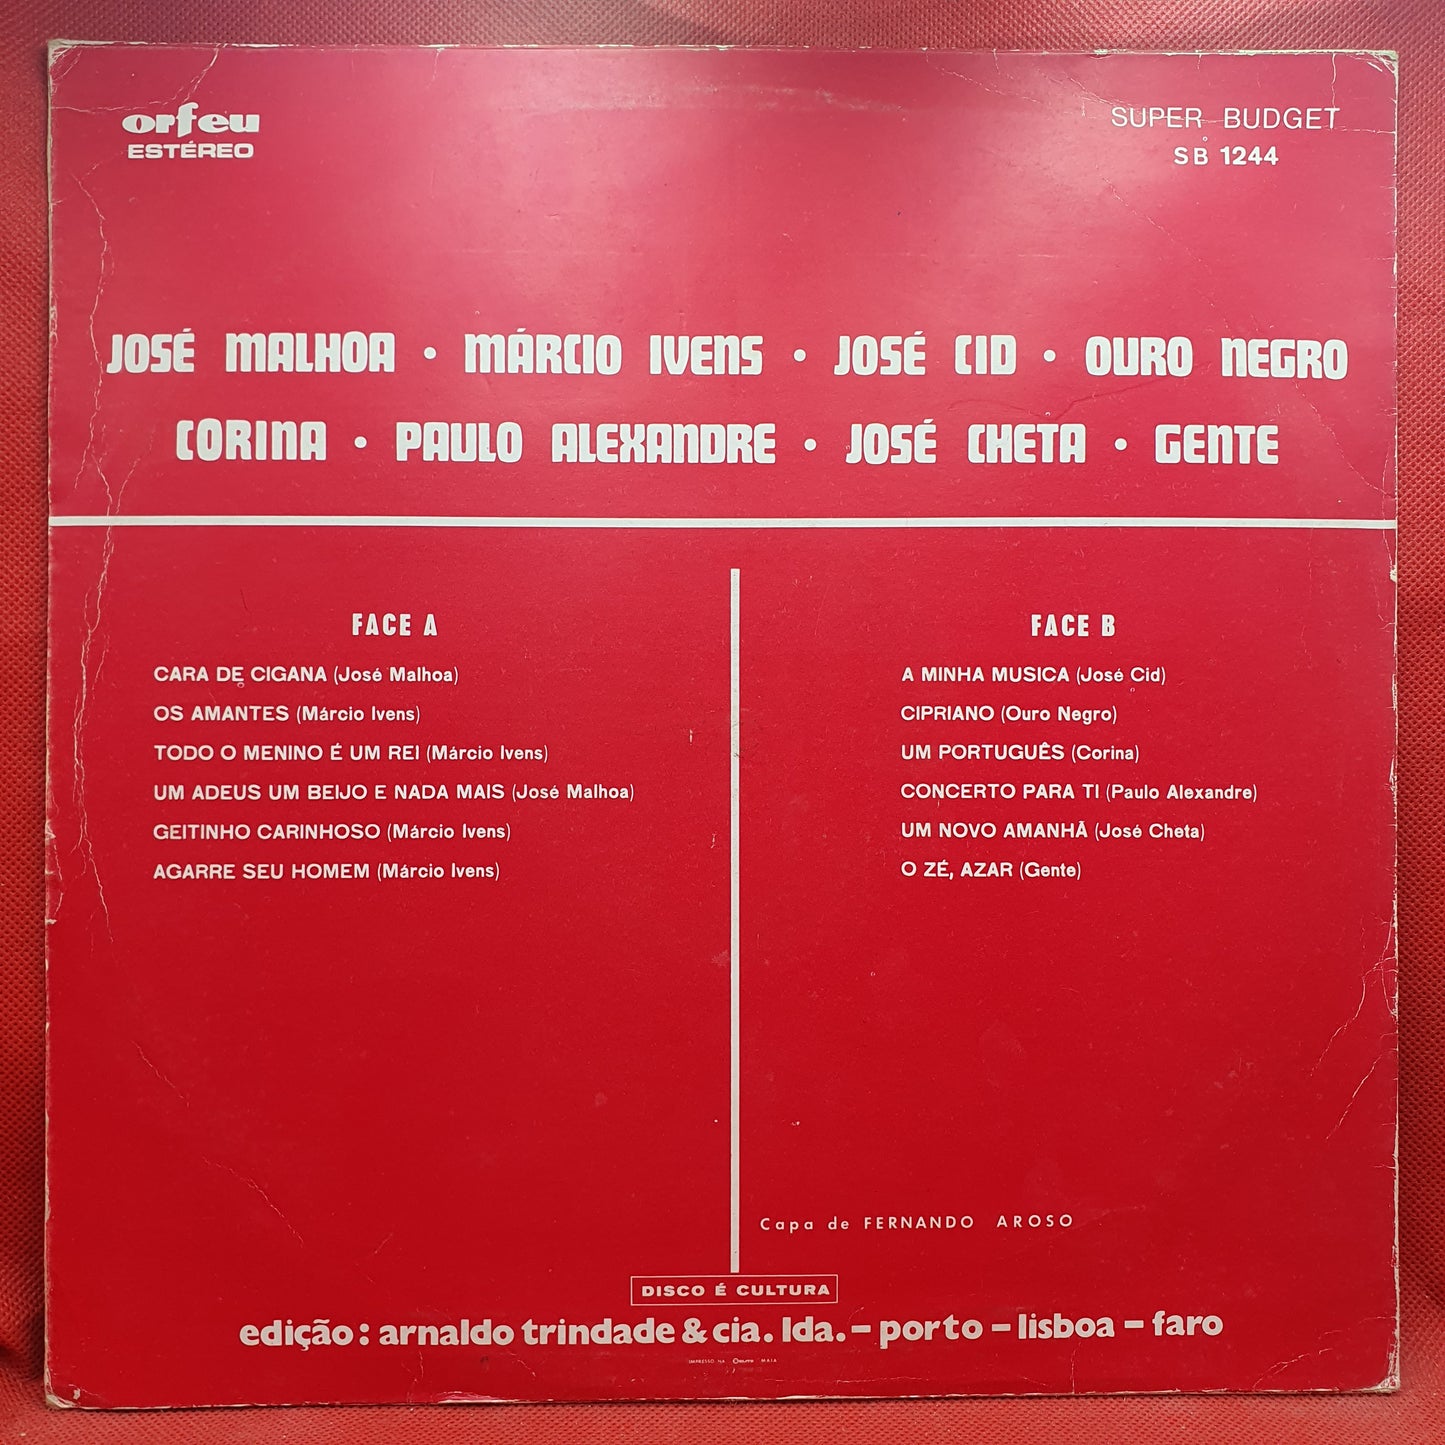 orfeu
ESTÉREO
SUPER BUDGET
SB 1244
JOSÉ MALHOA • MÁRCIO IVENS • JOSÉ CID • OURO NEGRO
CORINA • PAULO ALEXANDRE • JOSÉ CHETA • GENTE
FACE A
CARA DE CIGANA (José Malhoa)
OS AMANTES (Márcio Ivens)
TODO O MENINO É UM REI (Márcio Ivens)
UM ADEUS UM BEIJO E NADA MAIS (José Malhoa)
GEITINHO CARINHOSO (Márcio Ivens)
AGARRE SEU HOMEM (Márcio Ivens)
FACE B
A MINHA MUSICA (José Cid)
CIPRIANO (Ouro Negro)
UM PORTUGUÊS (Corina)
CONCERTO PARA TI (Paulo Alexandre)
UM NOVO AMANHÃ (José Cheta)
O ZÉ, AZAR (Gente)
Capa de FERNANDO AROSO
DISCO É CULTURA
edição: arnaldo trindade & cia. lda. – porto – lisboa – faro
IMPRESSO NA MAIA